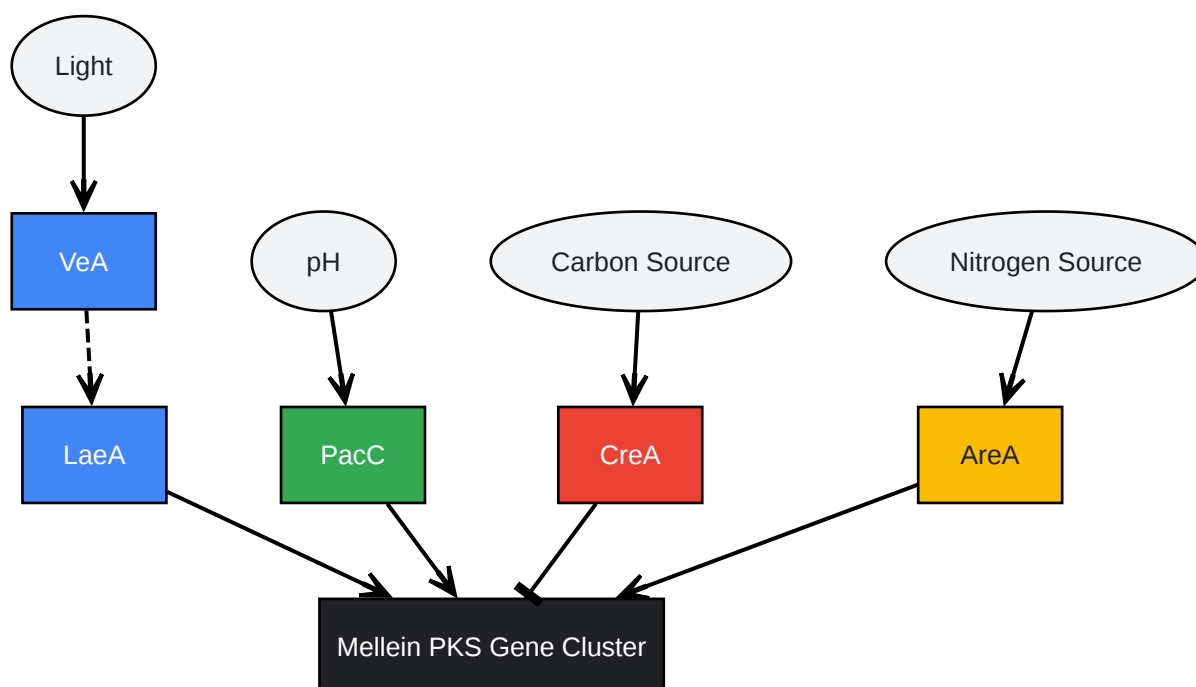 Light
VeA
pH
Carbon Source
Nitrogen Source
LaeA
PacC
CreA
AreA
Mellein PKS Gene Cluster